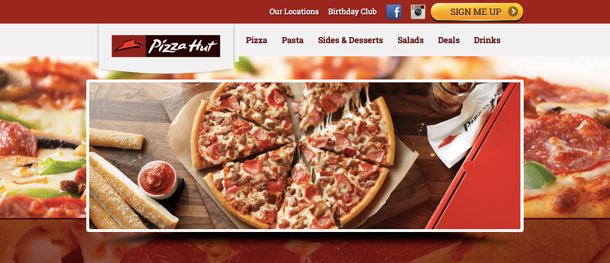 Our Locations Birthday Club SIGN ME UP
Pizza Hut
Pizza Pasta Sides & Desserts Salads Deals Drinks